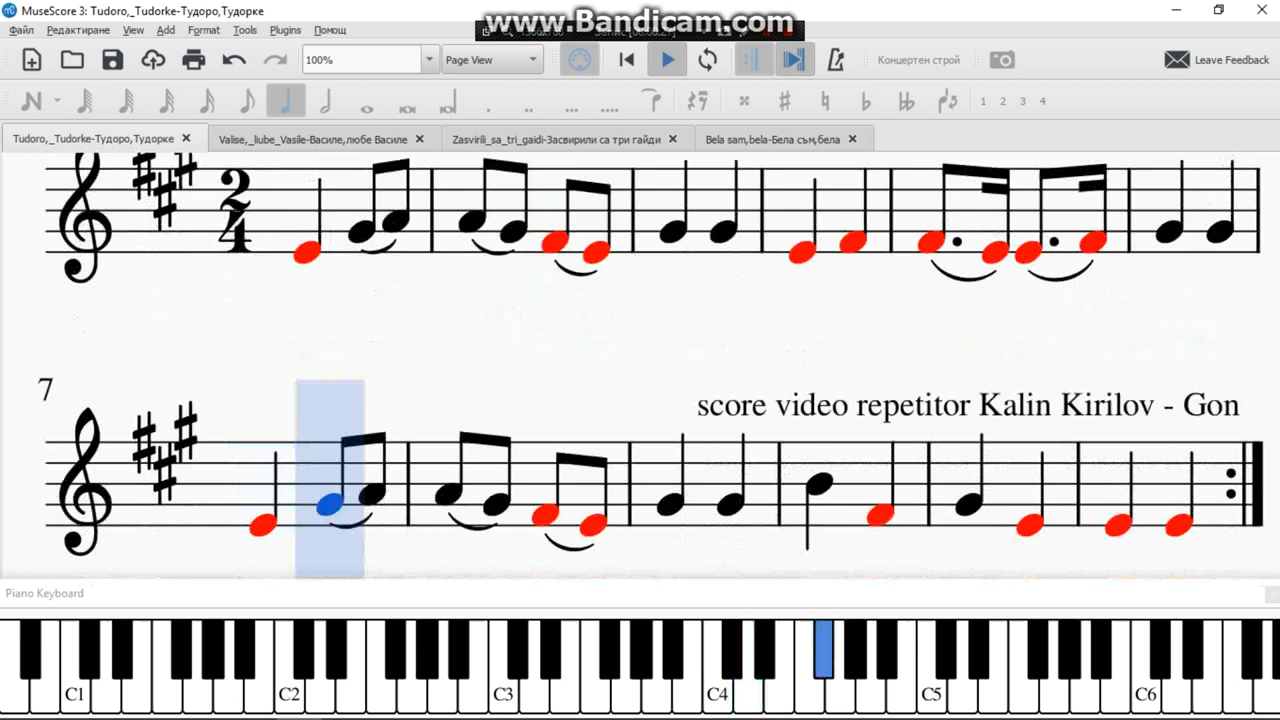 MuseScore 3: Tudoro,_Tudorke-Тудоро,Тудорке
www.Bandicam.com
Файл Редактиране View Add Format Tools Plugins Помощ
100% Page View Концертен строй Leave Feedback
1 2 3 4
Tudoro,_Tudorke-Тудоро,Тудорке Valise,_liube_Vasile-Василе,любе Василе Zasvirili_sa_tri_gaidi-Засвирили са три гайди Bela sam,bela-Бела съм,бела
2
4
7
score video repetitor Kalin Kirilov - Gon
Piano Keyboard
C1 C2 C3 C4 C5 C6